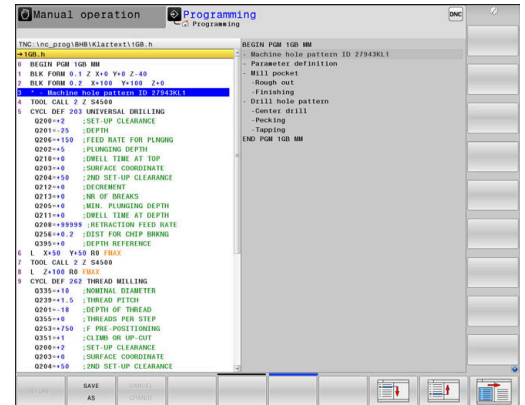 Manual operation
Programming
Programming
DNC
TNC:\nc_prog\BHB\Klartext\1GB.h
→1GB.h
0 BEGIN PGM 1GB MM
1 BLK FORM 0.1 Z X+0 Y+0 Z-40
2 BLK FORM 0.2 X+100 Y+100 Z+0
3 * - Machine hole pattern ID 27943KL1
4 TOOL CALL 2 Z S4500
5 CYCL DEF 203 UNIVERSAL DRILLING
Q200=+2 ;SET-UP CLEARANCE
Q201=-25 ;DEPTH
Q206=+150 ;FEED RATE FOR PLNGNG
Q202=+5 ;PLUNGING DEPTH
Q210=+0 ;DWELL TIME AT TOP
Q203=+0 ;SURFACE COORDINATE
Q204=+50 ;2ND SET-UP CLEARANCE
Q212=+0 ;DECREMENT
Q213=+0 ;NR OF BREAKS
Q205=+0 ;MIN. PLUNGING DEPTH
Q211=+0 ;DWELL TIME AT DEPTH
Q208=+99999 ;RETRACTION FEED RATE
Q256=+0.2 ;DIST FOR CHIP BRKNG
Q395=+0 ;DEPTH REFERENCE
6 L X+50 Y+50 R0 FMAX
7 TOOL CALL 2 Z S4500
8 L Z+100 R0 FMAX
9 CYCL DEF 262 THREAD MILLING
Q335=+10 ;NOMINAL DIAMETER
Q239=+1.5 ;THREAD PITCH
Q201=-18 ;DEPTH OF THREAD
Q355=+0 ;THREADS PER STEP
Q253=+750 ;F PRE-POSITIONING
Q351=+1 ;CLIMB OR UP-CUT
Q200=+2 ;SET-UP CLEARANCE
Q203=+0 ;SURFACE COORDINATE
Q204=+50 ;2ND SET-UP CLEARANCE
BEGIN PGM 1GB MM
- Machine hole pattern ID 27943KL1
- Parameter definition
- Mill pocket
-Rough out
-Finishing
- Drill hole pattern
-Center drill
-Pecking
-Tapping
END PGM 1GB MM
STORE
SAVE
AS
CANCEL
CHANGE